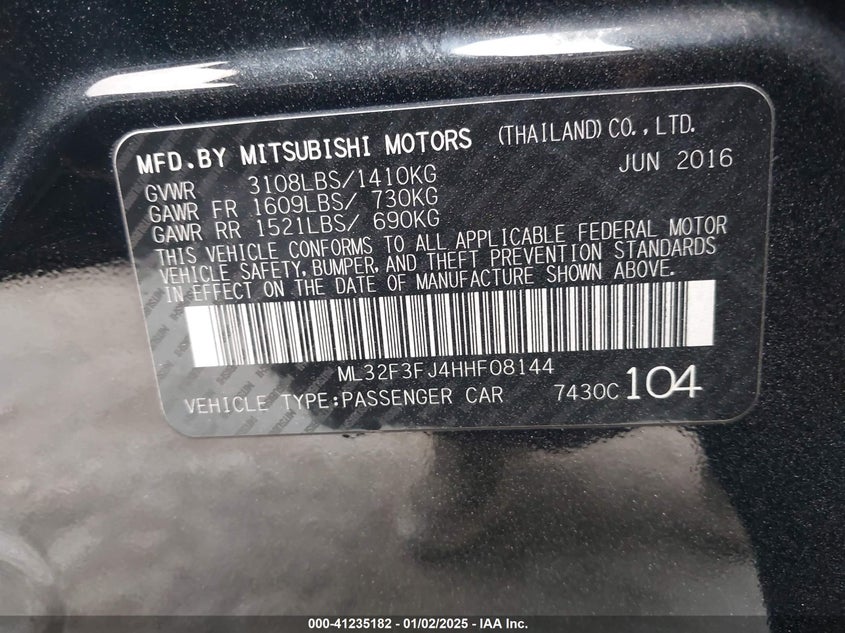 MFD.BY MITSUBISHI MOTORS (THAILAND)CO.,LTD.
GVWR 3108LBS/1410KG JUN 2016
GAWR FR 1609LBS/ 730KG
GAWR RR 1521LBS/ 690KG
THIS VEHICLE CONFORMS TO ALL APPLICABLE FEDERAL MOTOR
VEHICLE SAFETY, BUMPER, AND THEFT PREVENTION STANDARDS
IN EFFECT ON THE DATE OF MANUFACTURE SHOWN ABOVE.
ML32F3FJ4HHF08144
VEHICLE TYPE:PASSENGER CAR 7430C 104
000-41235182 - 01/02/2025 - IAA Inc.